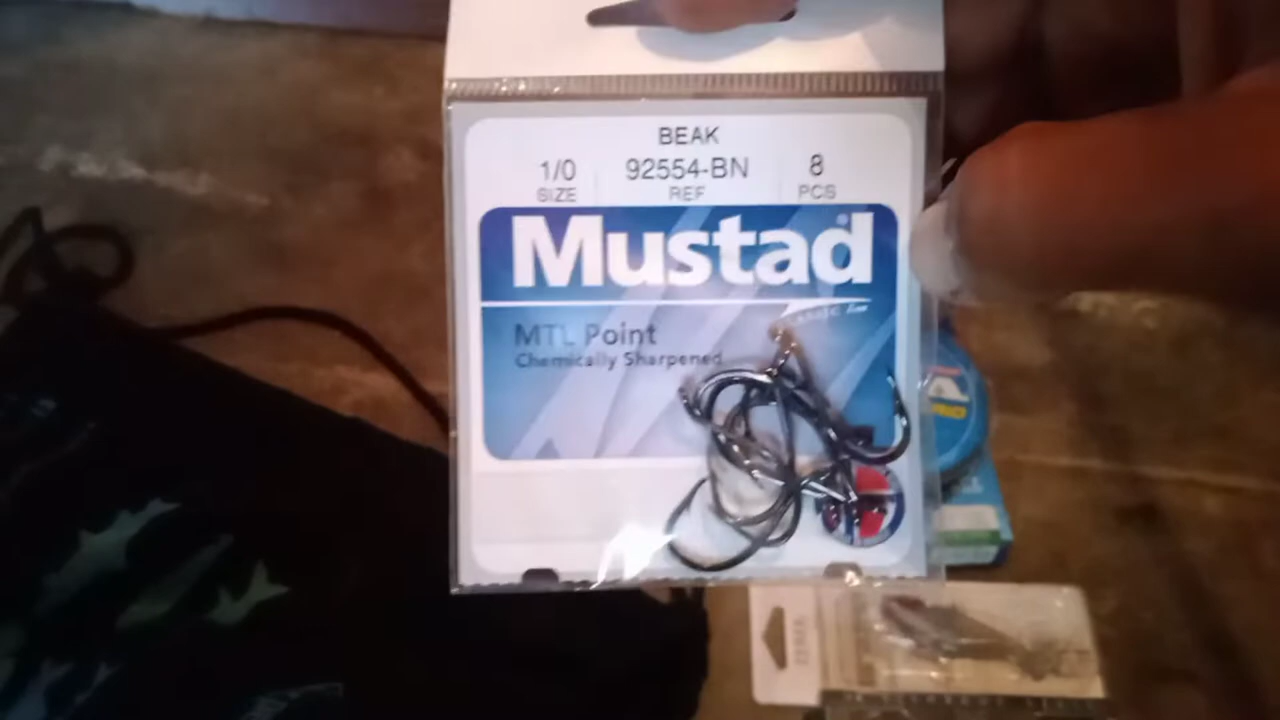 BEAK
1/0 92554-BN 8
SIZE REF PCS
Mustad
MTL Point
Chemically Sharpened